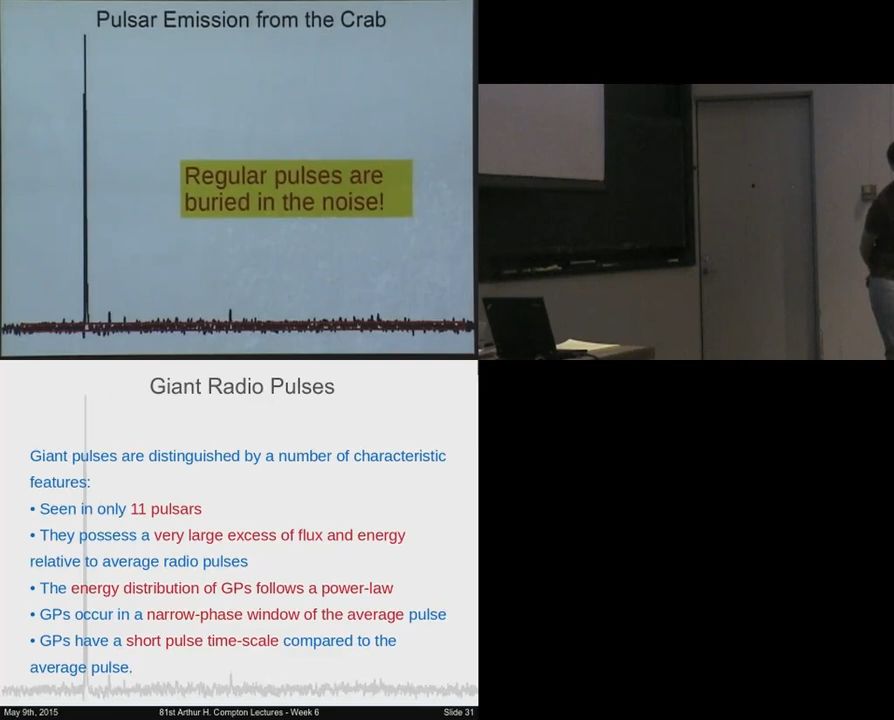 Pulsar Emission from the Crab
Regular pulses are
buried in the noise!
Giant Radio Pulses
Giant pulses are distinguished by a number of characteristic
features:
• Seen in only 11 pulsars
• They possess a very large excess of flux and energy
relative to average radio pulses
• The energy distribution of GPs follows a power-law
• GPs occur in a narrow-phase window of the average pulse
• GPs have a short pulse time-scale compared to the
average pulse.
May 9th, 2015
81st Arthur H. Compton Lectures - Week 6
Slide 31